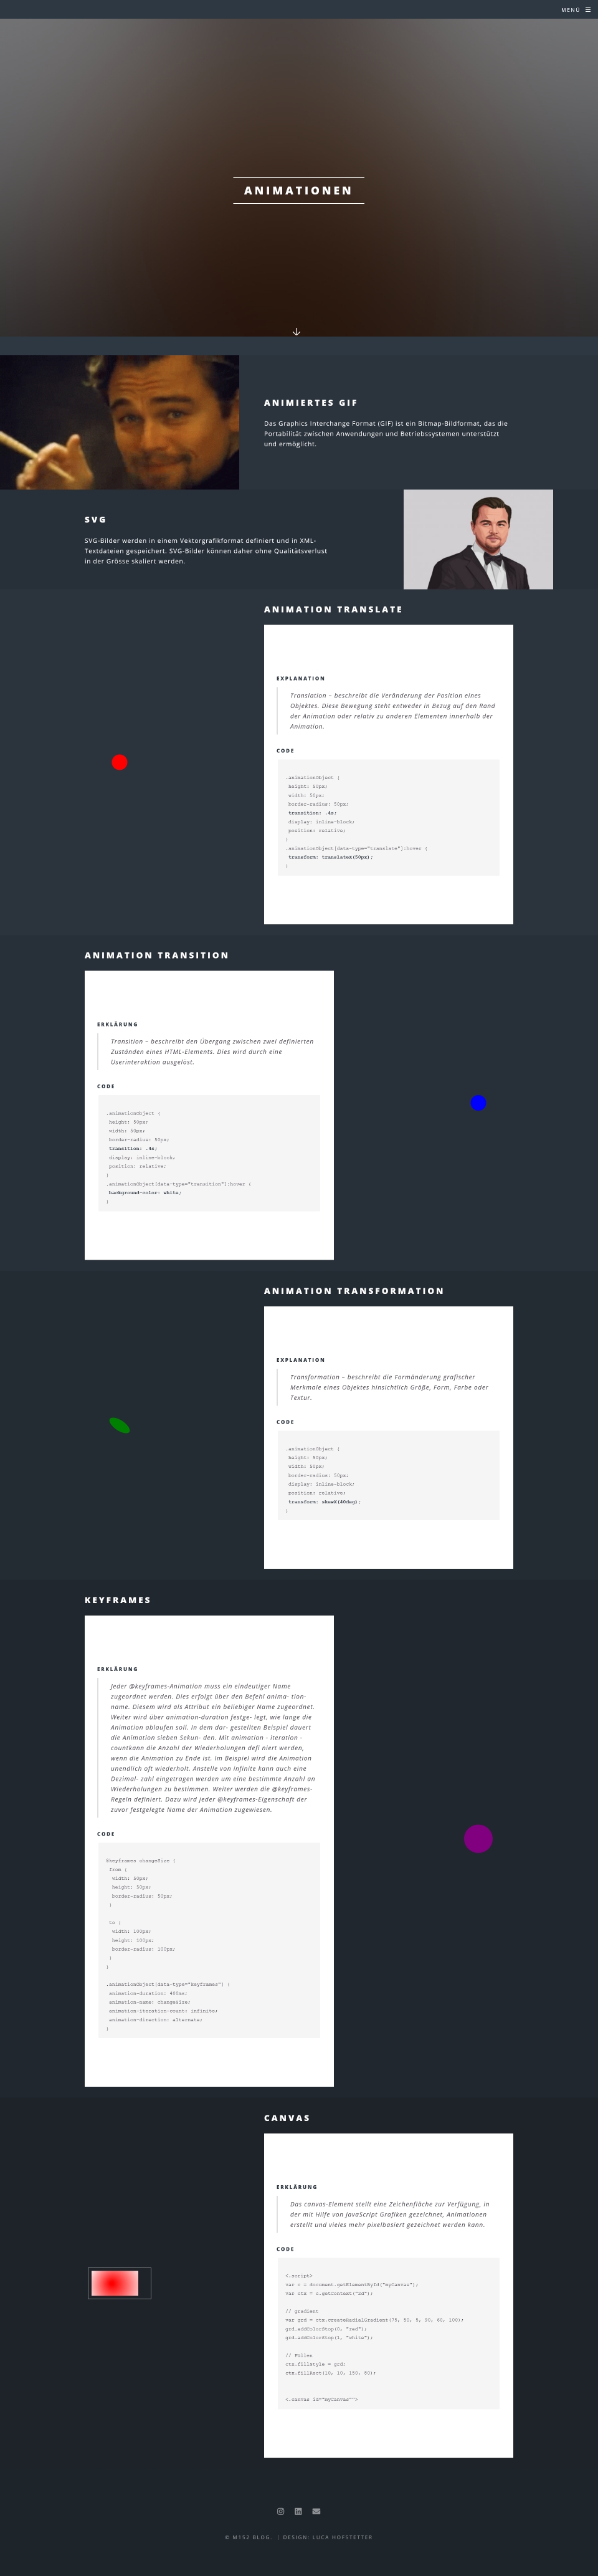 MENÜ
ANIMATIONEN
ANIMIERTES GIF
Das Graphics Interchange Format (GIF) ist ein Bitmap-Bildformat, das die
Portabilität zwischen Anwendungen und Betriebssystemen unterstützt
und ermöglicht.
SVG
SVG-Bilder werden in einem Vektorgrafikformat definiert und in XML-
Textdateien gespeichert. SVG-Bilder können daher ohne Qualitätsverlust
in der Grösse skaliert werden.
ANIMATION TRANSLATE
EXPLANATION
Translation – beschreibt die Veränderung der Position eines
Objektes. Diese Bewegung steht entweder in Bezug auf den Rand
der Animation oder relativ zu anderen Elementen innerhalb der
Animation.
CODE
.animationObject {
height: 50px;
width: 50px;
border-radius: 50px;
transition: .4s;
display: inline-block;
position: relative;
}
.animationObject[data-type="translate"]:hover {
transform: translateX(50px);
}
ANIMATION TRANSITION
ERKLÄRUNG
Transition – beschreibt den Übergang zwischen zwei definierten
Zuständen eines HTML-Elements. Dies wird durch eine
Userinteraktion ausgelöst.
CODE
.animationObject {
height: 50px;
width: 50px;
border-radius: 50px;
transition: .4s;
display: inline-block;
position: relative;
}
.animationObject[data-type="transition"]:hover {
background-color: white;
}
ANIMATION TRANSFORMATION
EXPLANATION
Transformation – beschreibt die Formänderung grafischer
Merkmale eines Objektes hinsichtlich Größe, Form, Farbe oder
Textur.
CODE
.animationObject {
height: 50px;
width: 50px;
border-radius: 50px;
display: inline-block;
position: relative;
transform: skewX(40deg);
}
KEYFRAMES
ERKLÄRUNG
Jeder @keyframes-Animation muss ein eindeutiger Name
zugeordnet werden. Dies erfolgt über den Befehl anima- tion-
name. Diesem wird als Attribut ein beliebiger Name zugeordnet.
Weiter wird über animation-duration festge- legt, wie lange die
Animation ablaufen soll. In dem dar- gestellten Beispiel dauert
die Animation sieben Sekun- den. Mit animation - iteration -
countkann die Anzahl der Wiederholungen defi niert werden,
wenn die Animation zu Ende ist. Im Beispiel wird die Animation
unendlich oft wiederholt. Anstelle von infinite kann auch eine
Dezimal- zahl eingetragen werden um eine bestimmte Anzahl an
Wiederholungen zu bestimmen. Weiter werden die @keyframes-
Regeln definiert. Dazu wird jeder @keyframes-Eigenschaft der
zuvor festgelegte Name der Animation zugewiesen.
CODE
@keyframes changeSize {
from {
width: 50px;
height: 50px;
border-radius: 50px;
}
to {
width: 100px;
height: 100px;
border-radius: 100px;
}
}
.animationObject[data-type="keyframes"] {
animation-duration: 400ms;
animation-name: changeSize;
animation-iteration-count: infinite;
animation-direction: alternate;
}
CANVAS
ERKLÄRUNG
Das canvas-Element stellt eine Zeichenfläche zur Verfügung, in
der mit Hilfe von JavaScript Grafiken gezeichnet, Animationen
erstellt und vieles mehr pixelbasiert gezeichnet werden kann.
CODE
<.script>
var c = document.getElementById("myCanvas");
var ctx = c.getContext("2d");
// gradient
var grd = ctx.createRadialGradient(75, 50, 5, 90, 60, 100);
grd.addColorStop(0, "red");
grd.addColorStop(1, "white");
// Füllen
ctx.fillStyle = grd;
ctx.fillRect(10, 10, 150, 80);
<.canvas id="myCanvas"">
© M152 BLOG. | DESIGN: LUCA HOFSTETTER